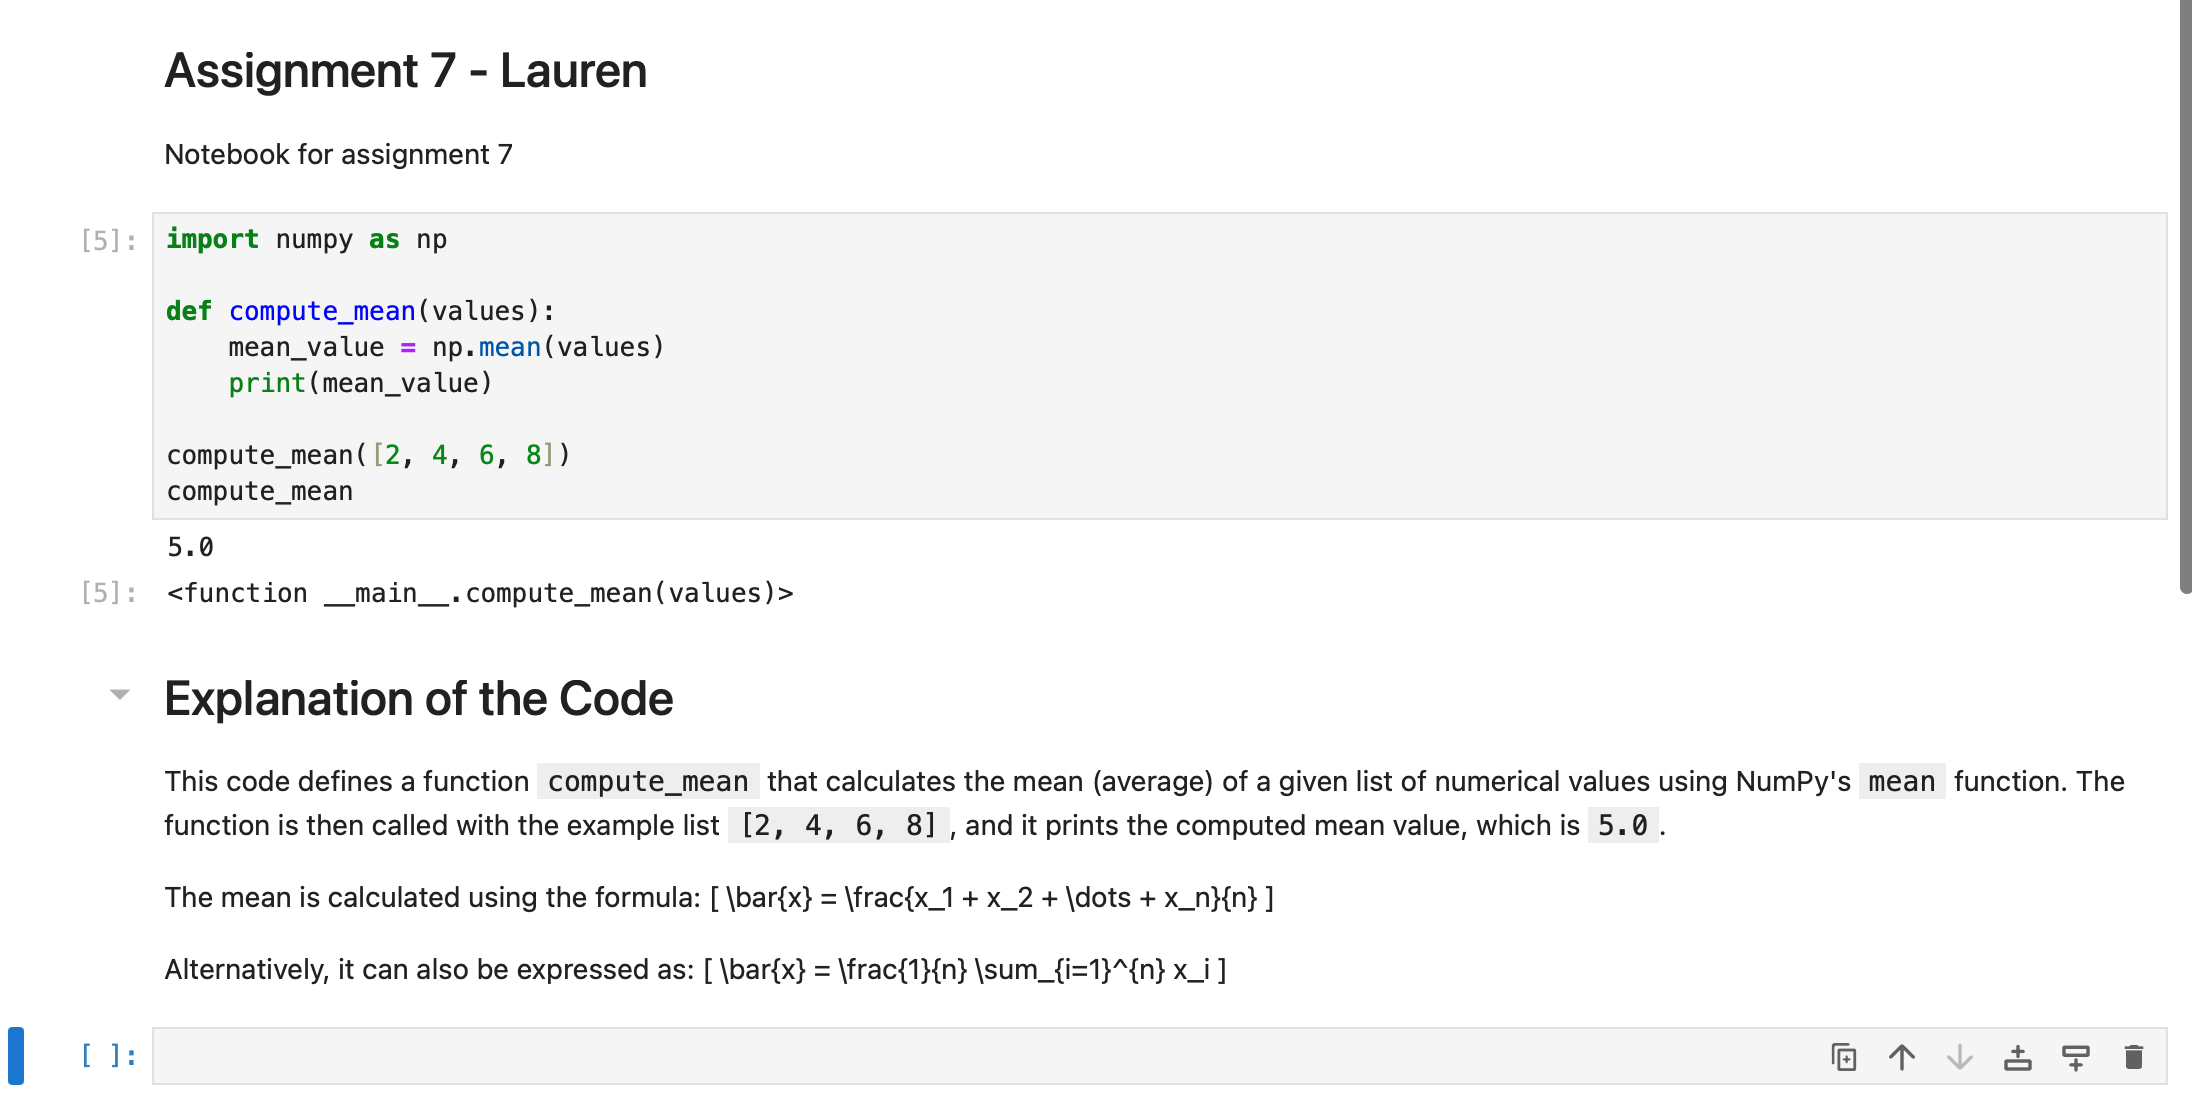 Assignment 7 - Lauren
Notebook for assignment 7
[5]: import numpy as np

def compute_mean(values):
    mean_value = np.mean(values)
    print(mean_value)

compute_mean([2, 4, 6, 8])
compute_mean
5.0
[5]: <function __main__.compute_mean(values)>
Explanation of the Code
This code defines a function compute_mean that calculates the mean (average) of a given list of numerical values using NumPy's mean function. The
function is then called with the example list [2, 4, 6, 8], and it prints the computed mean value, which is 5.0.
The mean is calculated using the formula: [ \bar{x} = \frac{x_1 + x_2 + \dots + x_n}{n} ]
Alternatively, it can also be expressed as: [ \bar{x} = \frac{1}{n} \sum_{i=1}^{n} x_i ]
[ ]: